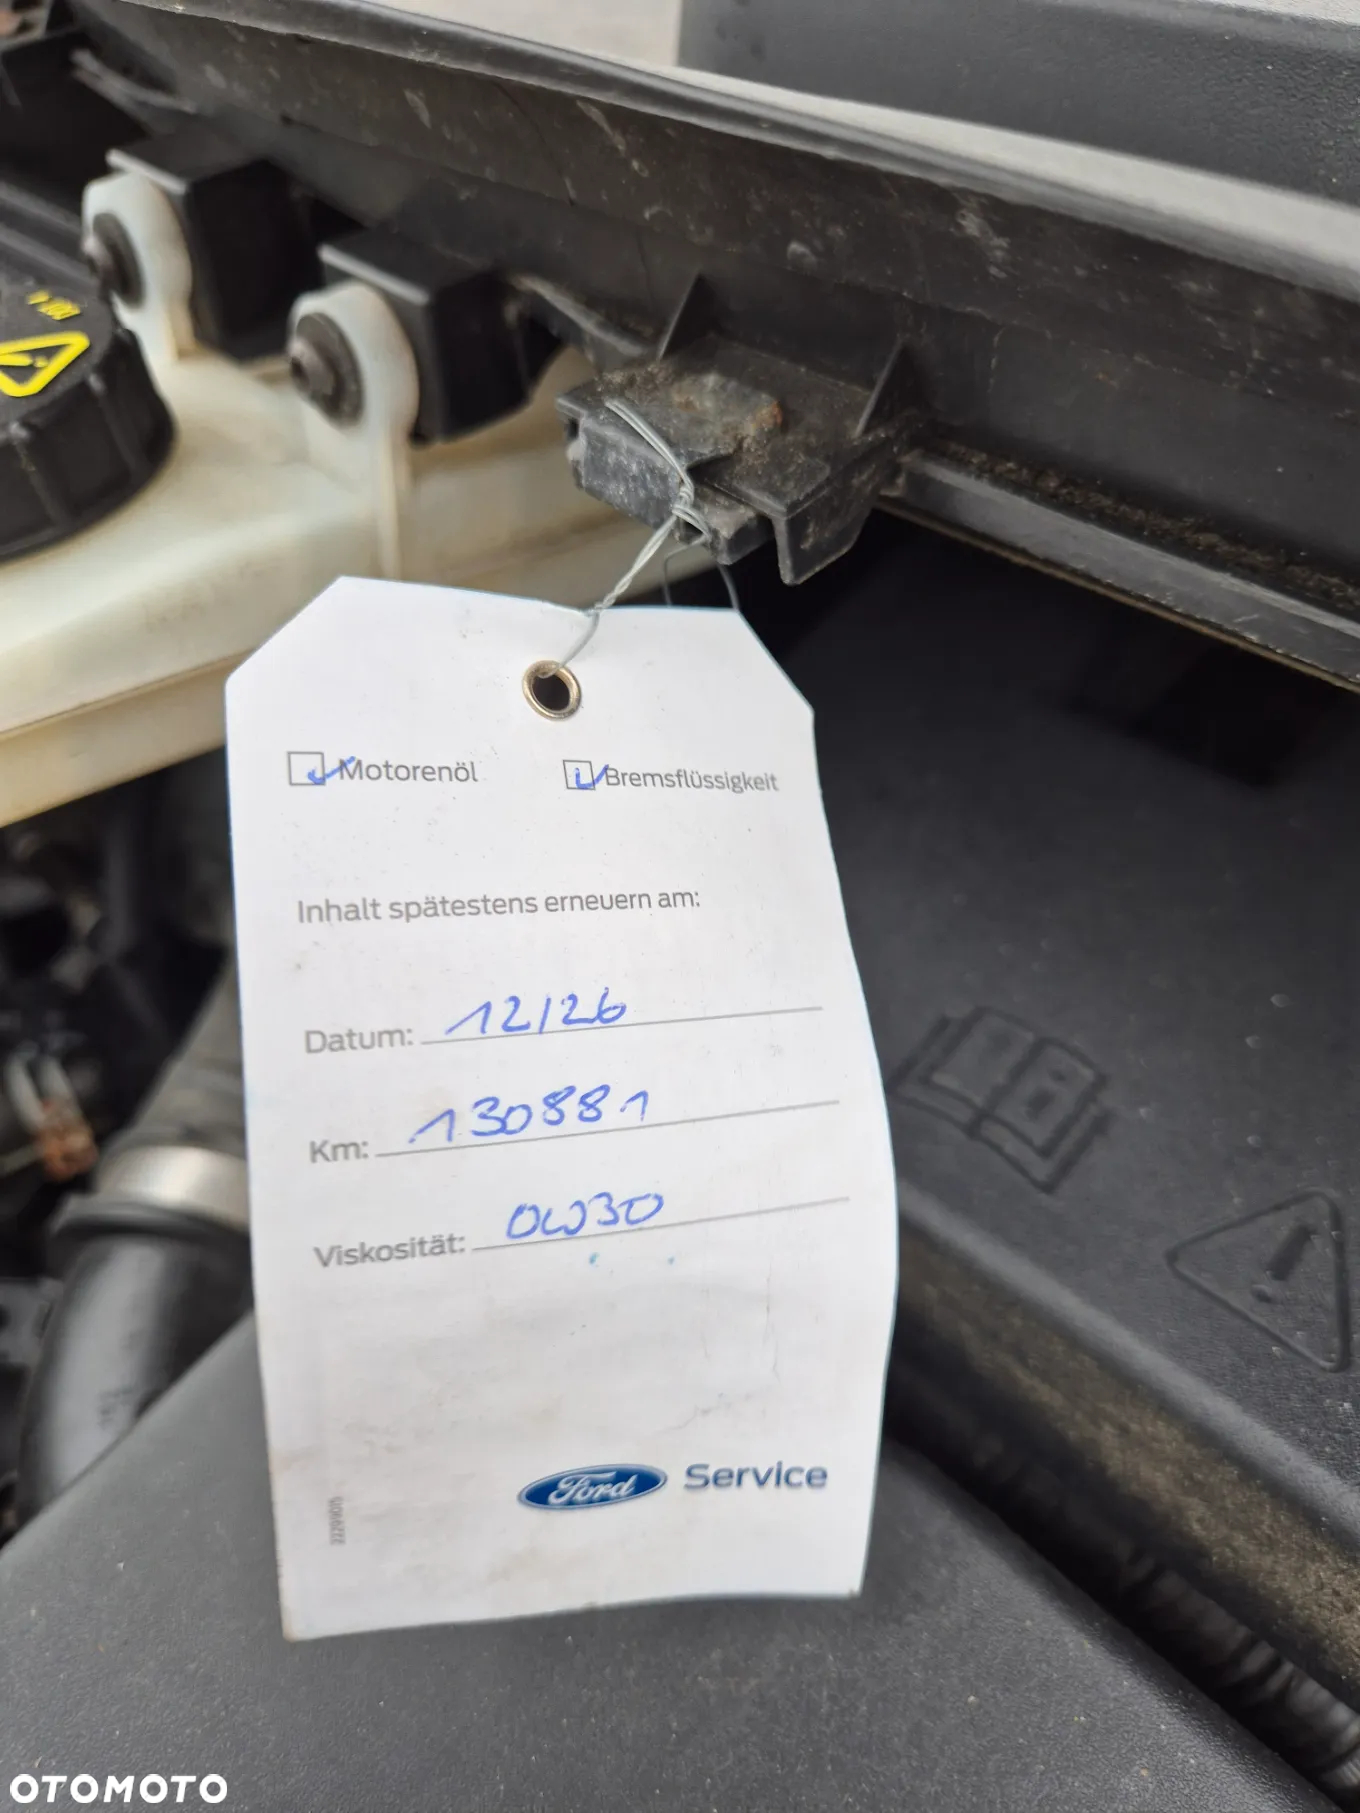 Motorenöl
Bremsflüssigkeit
Inhalt spätestens erneuern am:
Datum: 12/26
Km: 130881
Viskosität: 0W30
Ford Service
OTOMOTO